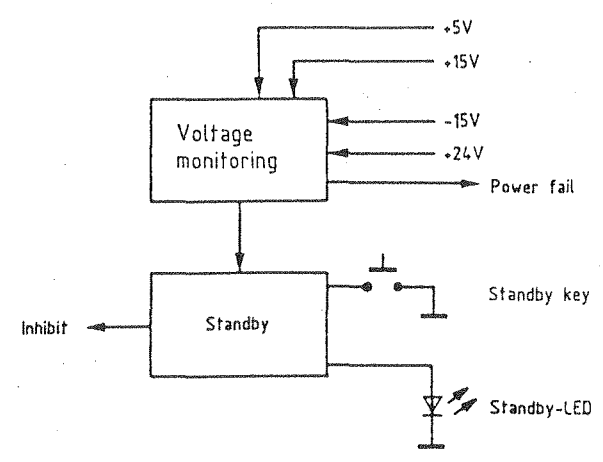 +5V
+15V
Voltage
monitoring
-15V
+24V
Power fail
Standby key
Inhibit
Standby
Standby-LED